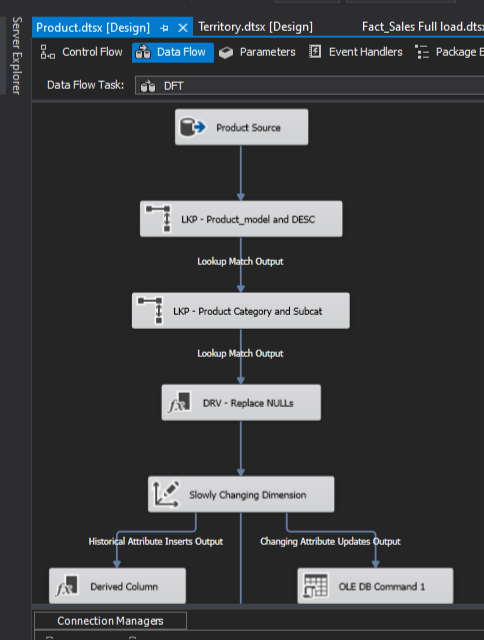 Server Explorer
Product.dtsx [Design]
Territory.dtsx [Design]
Fact_Sales Full load.dtsx
Control Flow
Data Flow
Parameters
Event Handlers
Package E
Data Flow Task:
DFT
Product Source
LKP - Product_model and DESC
Lookup Match Output
LKP - Product Category and Subcat
Lookup Match Output
DRV - Replace NULLs
Slowly Changing Dimension
Historical Attribute Inserts Output
Changing Attribute Updates Output
Derived Column
OLE DB Command 1
Connection Managers